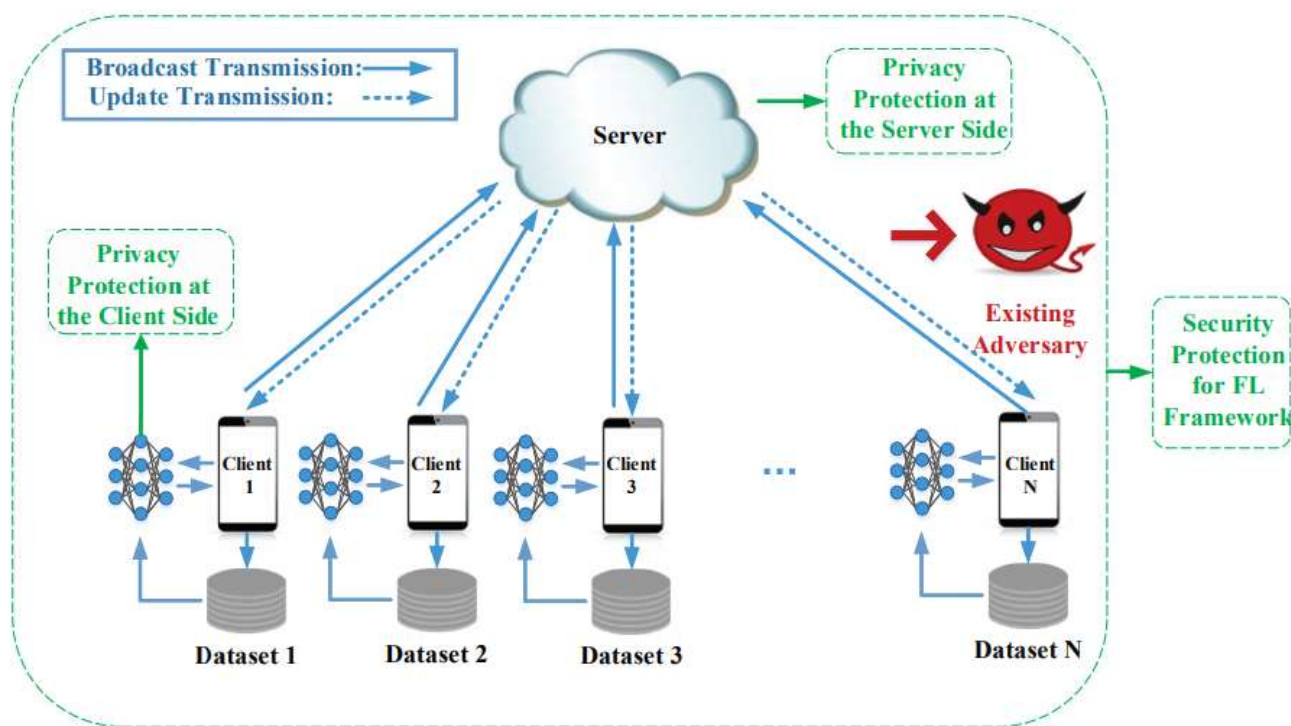 Broadcast Transmission:
Update Transmission:
Server
Privacy
Protection at
the Server Side
Privacy
Protection at
the Client Side
Existing
Adversary
Security
Protection
for FL
Framework
Client
1
Client
2
Client
3
...
Client
N
Dataset 1
Dataset 2
Dataset 3
Dataset N